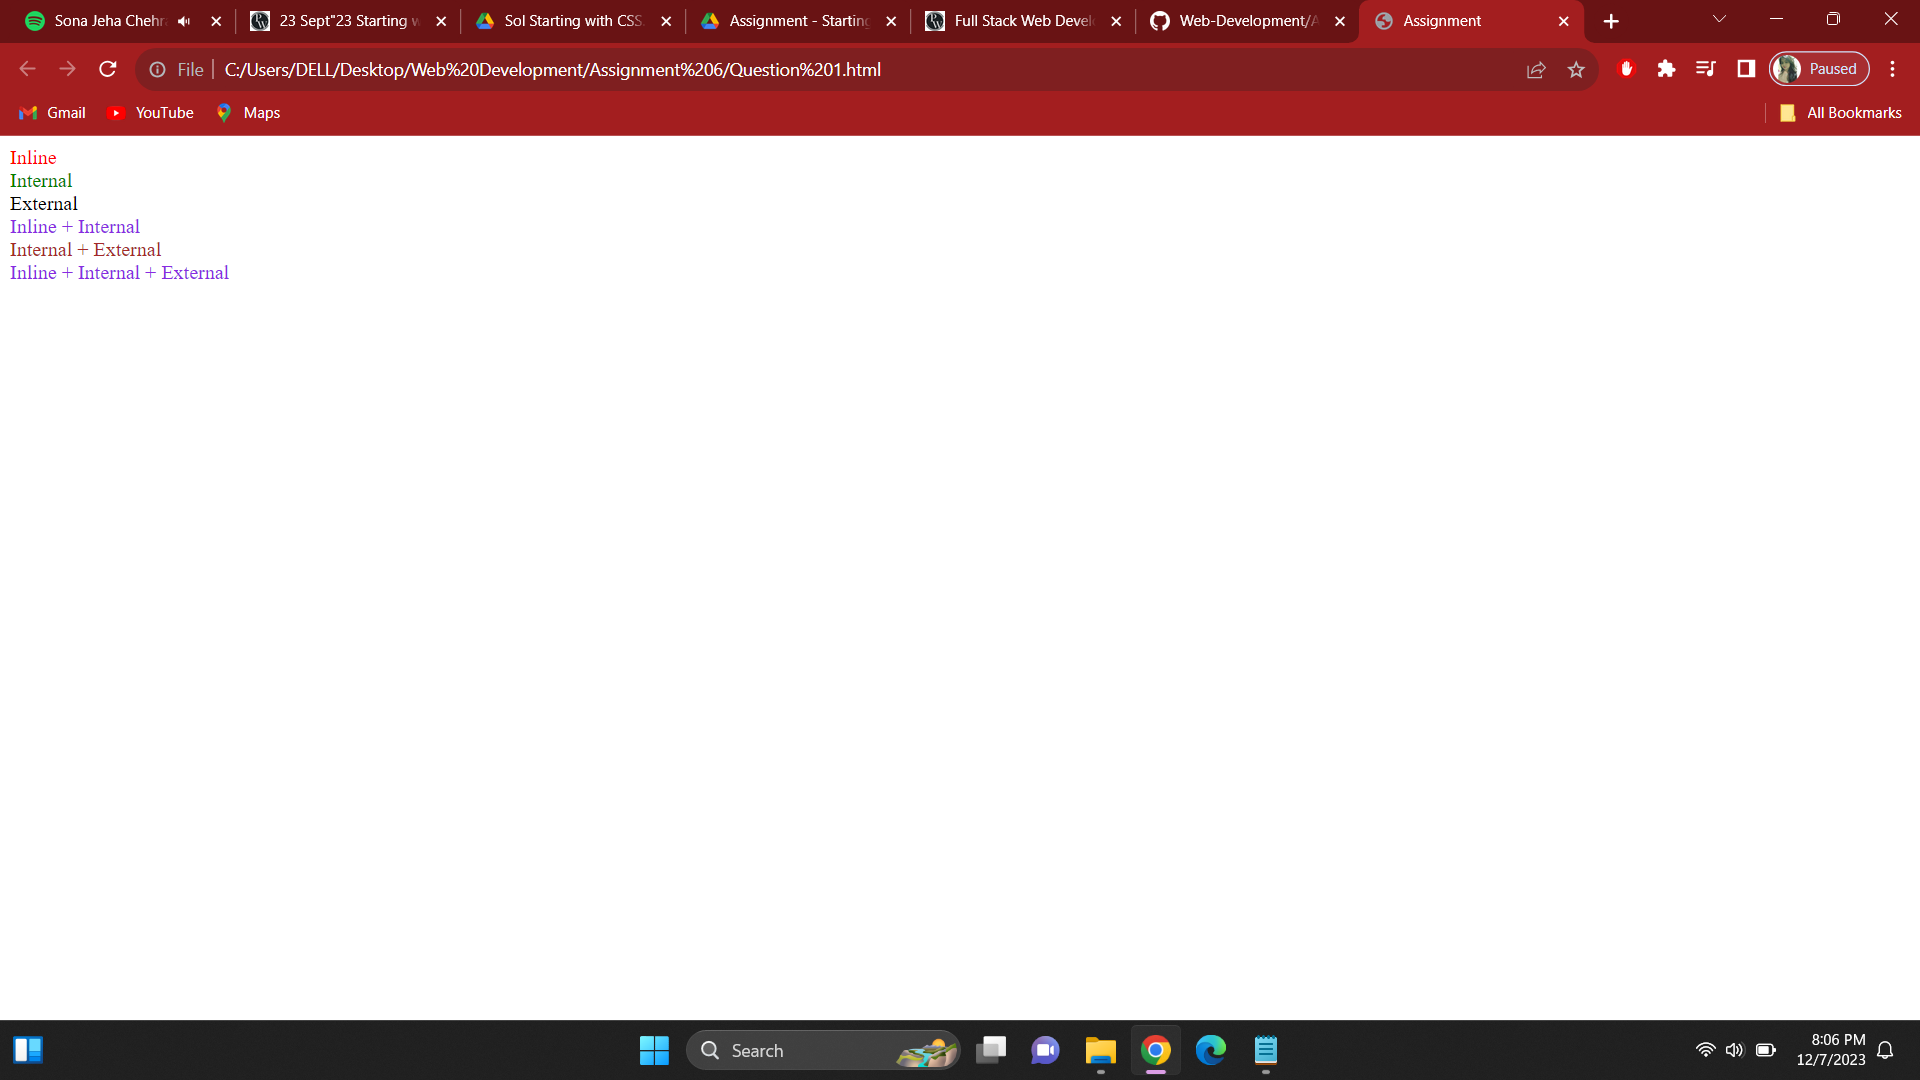 Sona Jeha Chehr
23 Sept"23 Starting w
Sol Starting with CSS
Assignment - Starting
Full Stack Web Devel
Web-Development/A
Assignment
File
C:/Users/DELL/Desktop/Web%20Development/Assignment%206/Question%201.html
Paused
Gmail
YouTube
Maps
All Bookmarks
Inline
Internal
External
Inline + Internal
Internal + External
Inline + Internal + External
Search
8:06 PM
12/7/2023